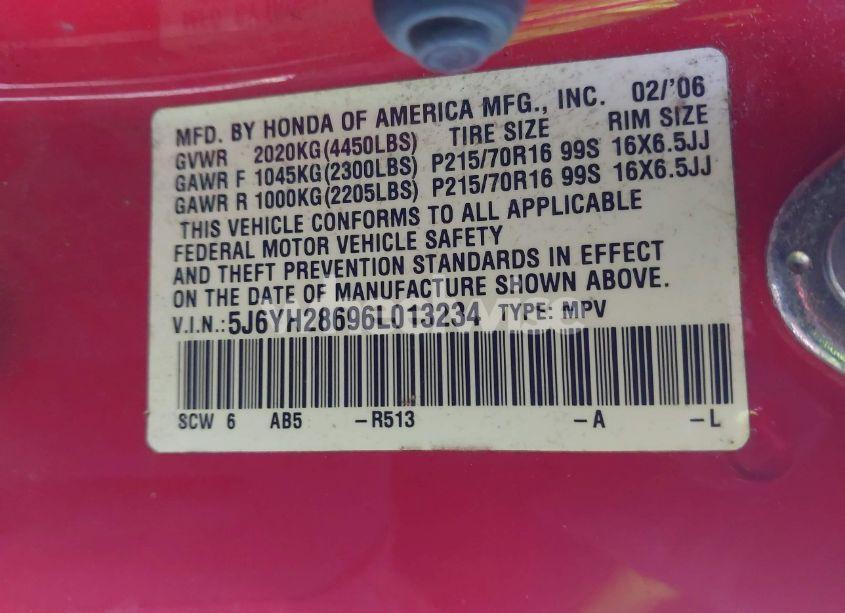 MFD. BY HONDA OF AMERICA MFG., INC. 02/'06
GVWR 2020KG(4450LBS) TIRE SIZE RIM SIZE
GAWR F 1045KG(2300LBS) P215/70R16 99S 16X6.5JJ
GAWR R 1000KG(2205LBS) P215/70R16 99S 16X6.5JJ
THIS VEHICLE CONFORMS TO ALL APPLICABLE
FEDERAL MOTOR VEHICLE SAFETY
AND THEFT PREVENTION STANDARDS IN EFFECT
ON THE DATE OF MANUFACTURE SHOWN ABOVE.
V.I.N.: 5J6YH28696L013234 TYPE: MPV
SCW 6 AB5 –R513 –A –L